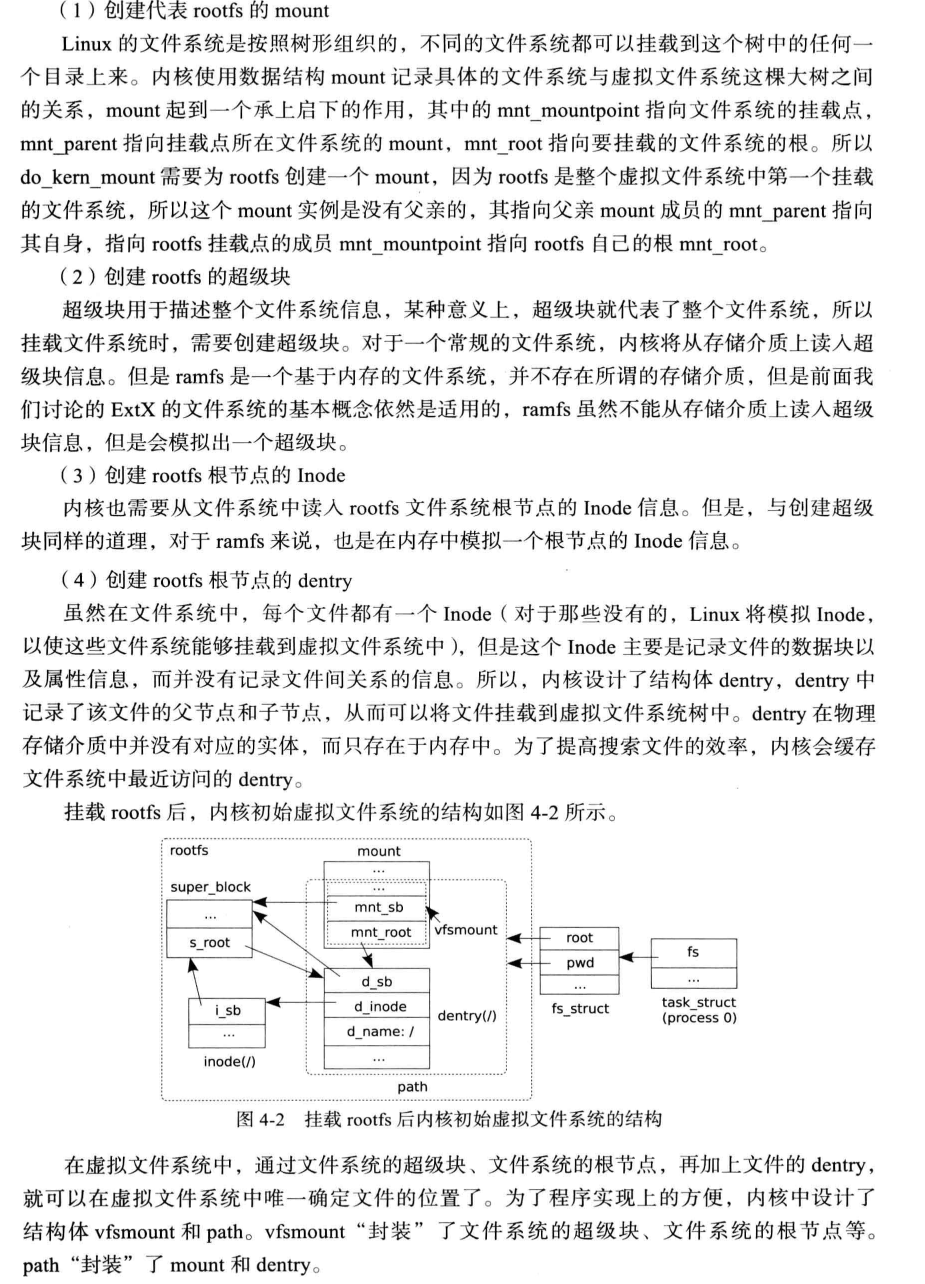 （1）创建代表 rootfs 的 mount
Linux 的文件系统是按照树形组织的，不同的文件系统都可以挂载到这个树中的任何一
个目录上来。内核使用数据结构 mount 记录具体的文件系统与虚拟文件系统这棵大树之间
的关系，mount 起到一个承上启下的作用，其中的 mnt_mountpoint 指向文件系统的挂载点，
mnt_parent 指向挂载点所在文件系统的 mount，mnt_root 指向要挂载的文件系统的根。所以
do_kern_mount 需要为 rootfs 创建一个 mount，因为 rootfs 是整个虚拟文件系统中第一个挂载
的文件系统，所以这个 mount 实例是没有父亲的，其指向父亲 mount 成员的 mnt_parent 指向
其自身，指向 rootfs 挂载点的成员 mnt_mountpoint 指向 rootfs 自己的根 mnt_root。
（2）创建 rootfs 的超级块
超级块用于描述整个文件系统信息，某种意义上，超级块就代表了整个文件系统，所以
挂载文件系统时，需要创建超级块。对于一个常规的文件系统，内核将从存储介质上读入超
级块信息。但是 ramfs 是一个基于内存的文件系统，并不存在所谓的存储介质，但是前面我
们讨论的 ExtX 的文件系统的基本概念依然是适用的，ramfs 虽然不能从存储介质上读入超级
块信息，但是会模拟出一个超级块。
（3）创建 rootfs 根节点的 Inode
内核也需要从文件系统中读入 rootfs 文件系统根节点的 Inode 信息。但是，与创建超级
块同样的道理，对于 ramfs 来说，也是在内存中模拟一个根节点的 Inode 信息。
（4）创建 rootfs 根节点的 dentry
虽然在文件系统中，每个文件都有一个 Inode（对于那些没有的，Linux 将模拟 Inode，
以使这些文件系统能够挂载到虚拟文件系统中），但是这个 Inode 主要是记录文件的数据块以
及属性信息，而并没有记录文件间关系的信息。所以，内核设计了结构体 dentry，dentry 中
记录了该文件的父节点和子节点，从而可以将文件挂载到虚拟文件系统树中。dentry 在物理
存储介质中并没有对应的实体，而只存在于内存中。为了提高搜索文件的效率，内核会缓存
文件系统中最近访问的 dentry。
挂载 rootfs 后，内核初始虚拟文件系统的结构如图 4-2 所示。
rootfs
mount
...
...
super_block
...
s_root
mnt_sb
mnt_root
vfsmount
root
pwd
...
fs_struct
fs
...
task_struct
(process 0)
i_sb
...
inode(/)
d_sb
d_inode
d_name: /
...
dentry(/)
path
图 4-2 挂载 rootfs 后内核初始虚拟文件系统的结构
在虚拟文件系统中，通过文件系统的超级块、文件系统的根节点，再加上文件的 dentry，
就可以在虚拟文件系统中唯一确定文件的位置了。为了程序实现上的方便，内核中设计了
结构体 vfsmount 和 path。vfsmount “封装” 了文件系统的超级块、文件系统的根节点等。
path “封装” 了 mount 和 dentry。